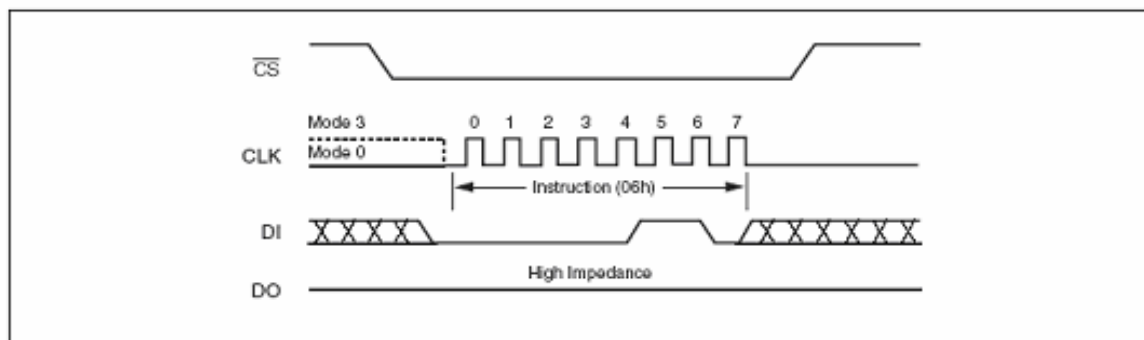 CS
Mode 3
0 1 2 3 4 5 6 7
CLK
Mode 0
Instruction (06h)
DI
High Impedance
DO